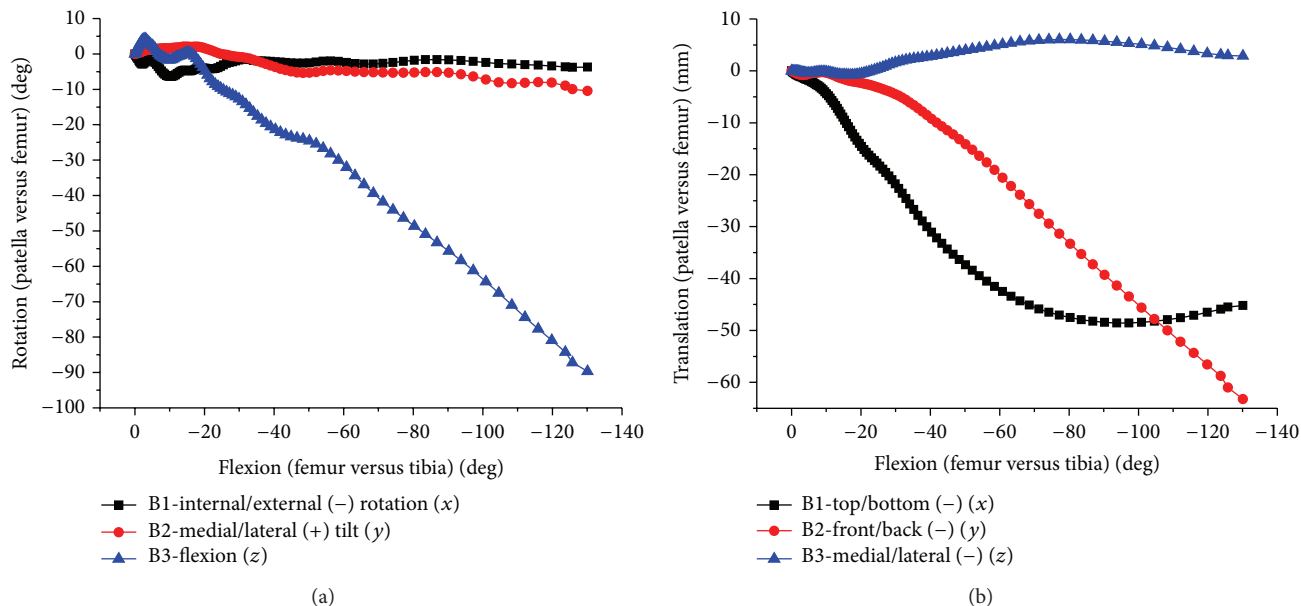 10
0
−10
−20
−30
−40
−50
−60
−70
−80
−90
−100
Rotation (patella versus femur) (deg)
0 −20 −40 −60 −80 −100 −120 −140
Flexion (femur versus tibia) (deg)
B1-internal/external (−) rotation (x)
B2-medial/lateral (+) tilt (y)
B3-flexion (z)
(a)
10
0
−10
−20
−30
−40
−50
−60
Translation (patella versus femur) (mm)
0 −20 −40 −60 −80 −100 −120 −140
Flexion (femur versus tibia) (deg)
B1-top/bottom (−) (x)
B2-front/back (−) (y)
B3-medial/lateral (−) (z)
(b)